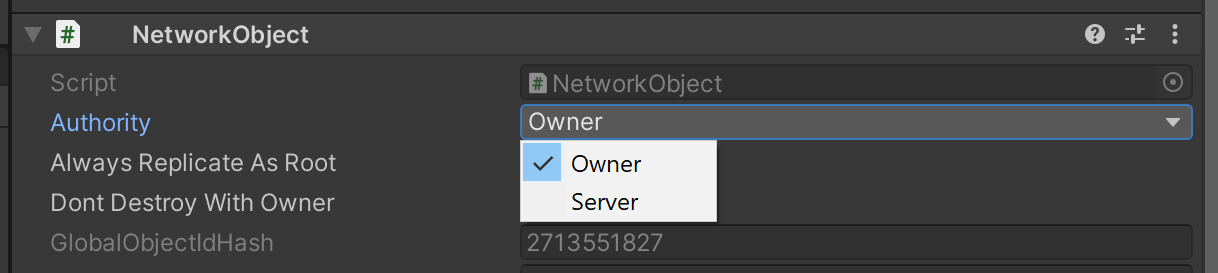 NetworkObject
Script NetworkObject
Authority Owner
Always Replicate As Root Owner
Dont Destroy With Owner Server
GlobalObjectIdHash 2713551827